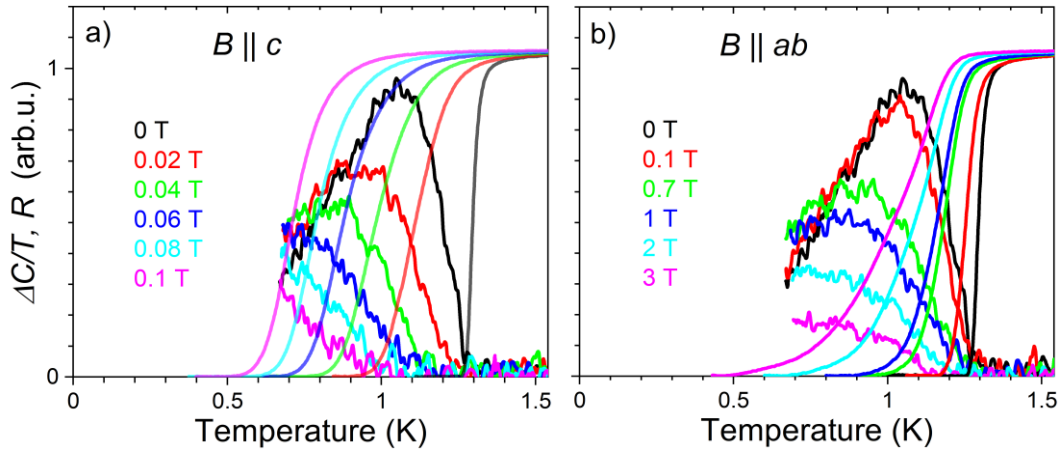 a)
B || c
1
0 T
0.02 T
0.04 T
0.06 T
0.08 T
0.1 T
ΔC/T, R (arb.u.)
0
0
0.5
1
1.5
Temperature (K)
b)
B || ab
0 T
0.1 T
0.7 T
1 T
2 T
3 T
0
0.5
1
1.5
Temperature (K)